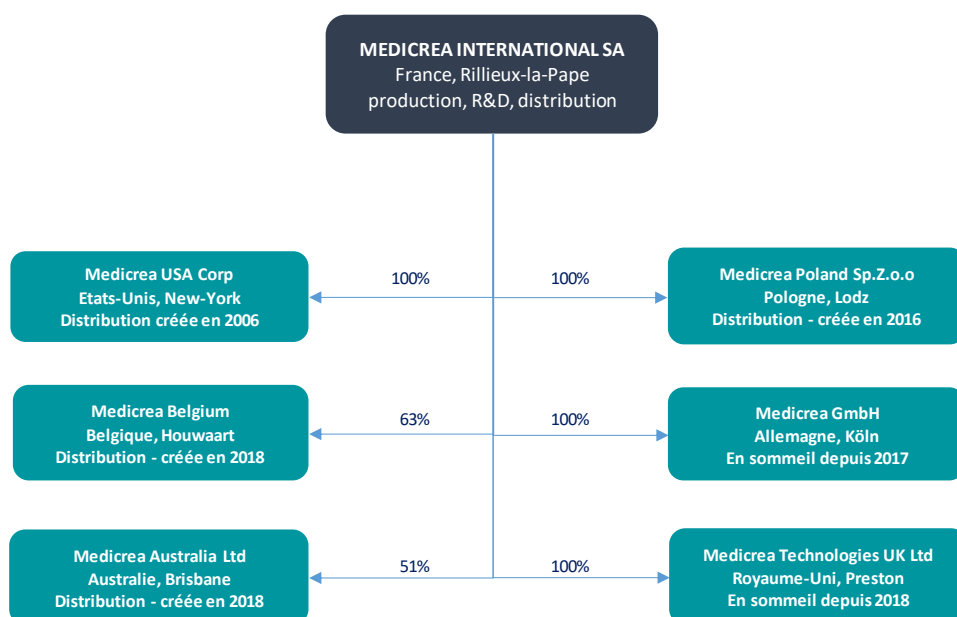 MEDICREA INTERNATIONAL SA
France, Rillieux-la-Pape
production, R&D, distribution
Medicrea USA Corp
Etats-Unis, New-York
Distribution créée en 2006
100%
100%
Medicrea Poland Sp.Z.o.o
Pologne, Lodz
Distribution - créée en 2016
Medicrea Belgium
Belgique, Houwaart
Distribution - créée en 2018
63%
100%
Medicrea GmbH
Allemagne, Köln
En sommeil depuis 2017
Medicrea Australia Ltd
Australie, Brisbane
Distribution - créée en 2018
51%
100%
Medicrea Technologies UK Ltd
Royaume-Uni, Preston
En sommeil depuis 2018